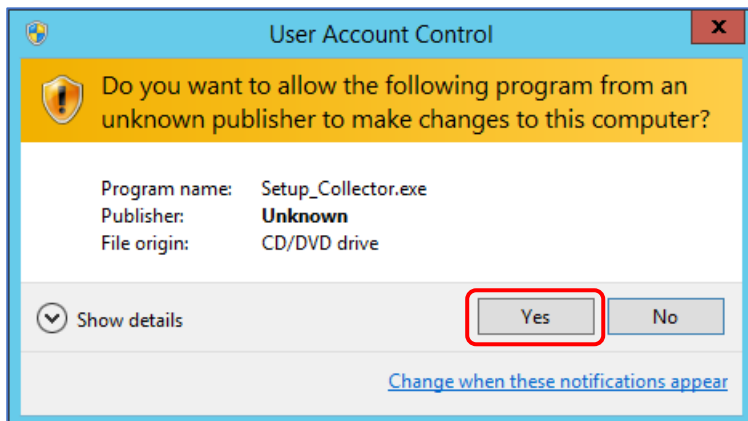 User Account Control
x
Do you want to allow the following program from an
unknown publisher to make changes to this computer?
Program name: Setup_Collector.exe
Publisher: Unknown
File origin: CD/DVD drive
Show details
Yes No
Change when these notifications appear